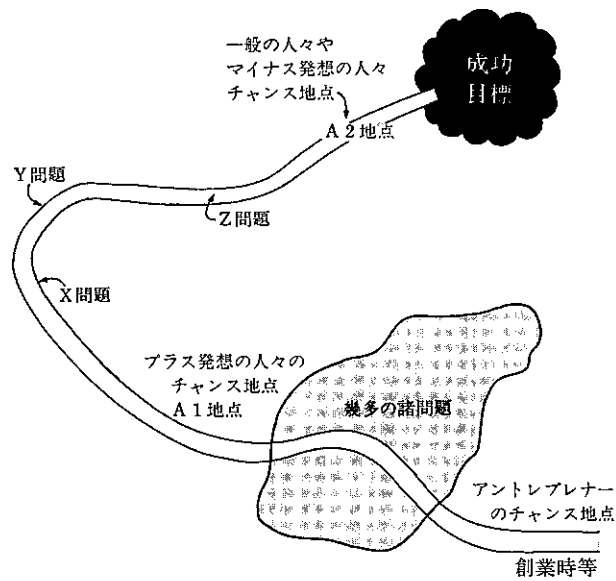 一般の人々や
マイナス発想の人々
チャンス地点
成功
目標
A2地点
Y問題
Z問題
X問題
プラス発想の人々の
チャンス地点
A1地点
幾多の諸問題
アントレプレナー
のチャンス地点
創業時等